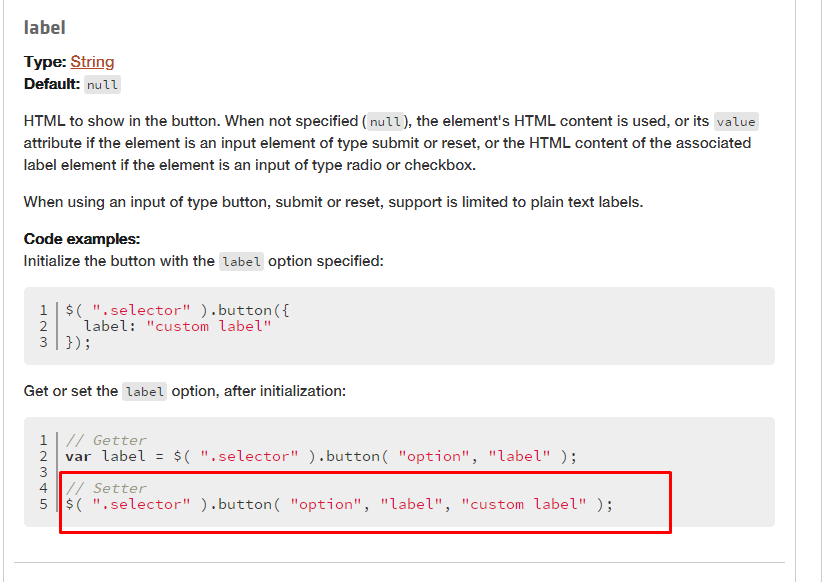 label
Type: String
Default: null
HTML to show in the button. When not specified (null), the element's HTML content is used, or its value
attribute if the element is an input element of type submit or reset, or the HTML content of the associated
label element if the element is an input of type radio or checkbox.
When using an input of type button, submit or reset, support is limited to plain text labels.
Code examples:
Initialize the button with the label option specified:
1 $( ".selector" ).button({
2   label: "custom label"
3 });
Get or set the label option, after initialization:
1 // Getter
2 var label = $( ".selector" ).button( "option", "label" );
3
4 // Setter
5 $( ".selector" ).button( "option", "label", "custom label" );